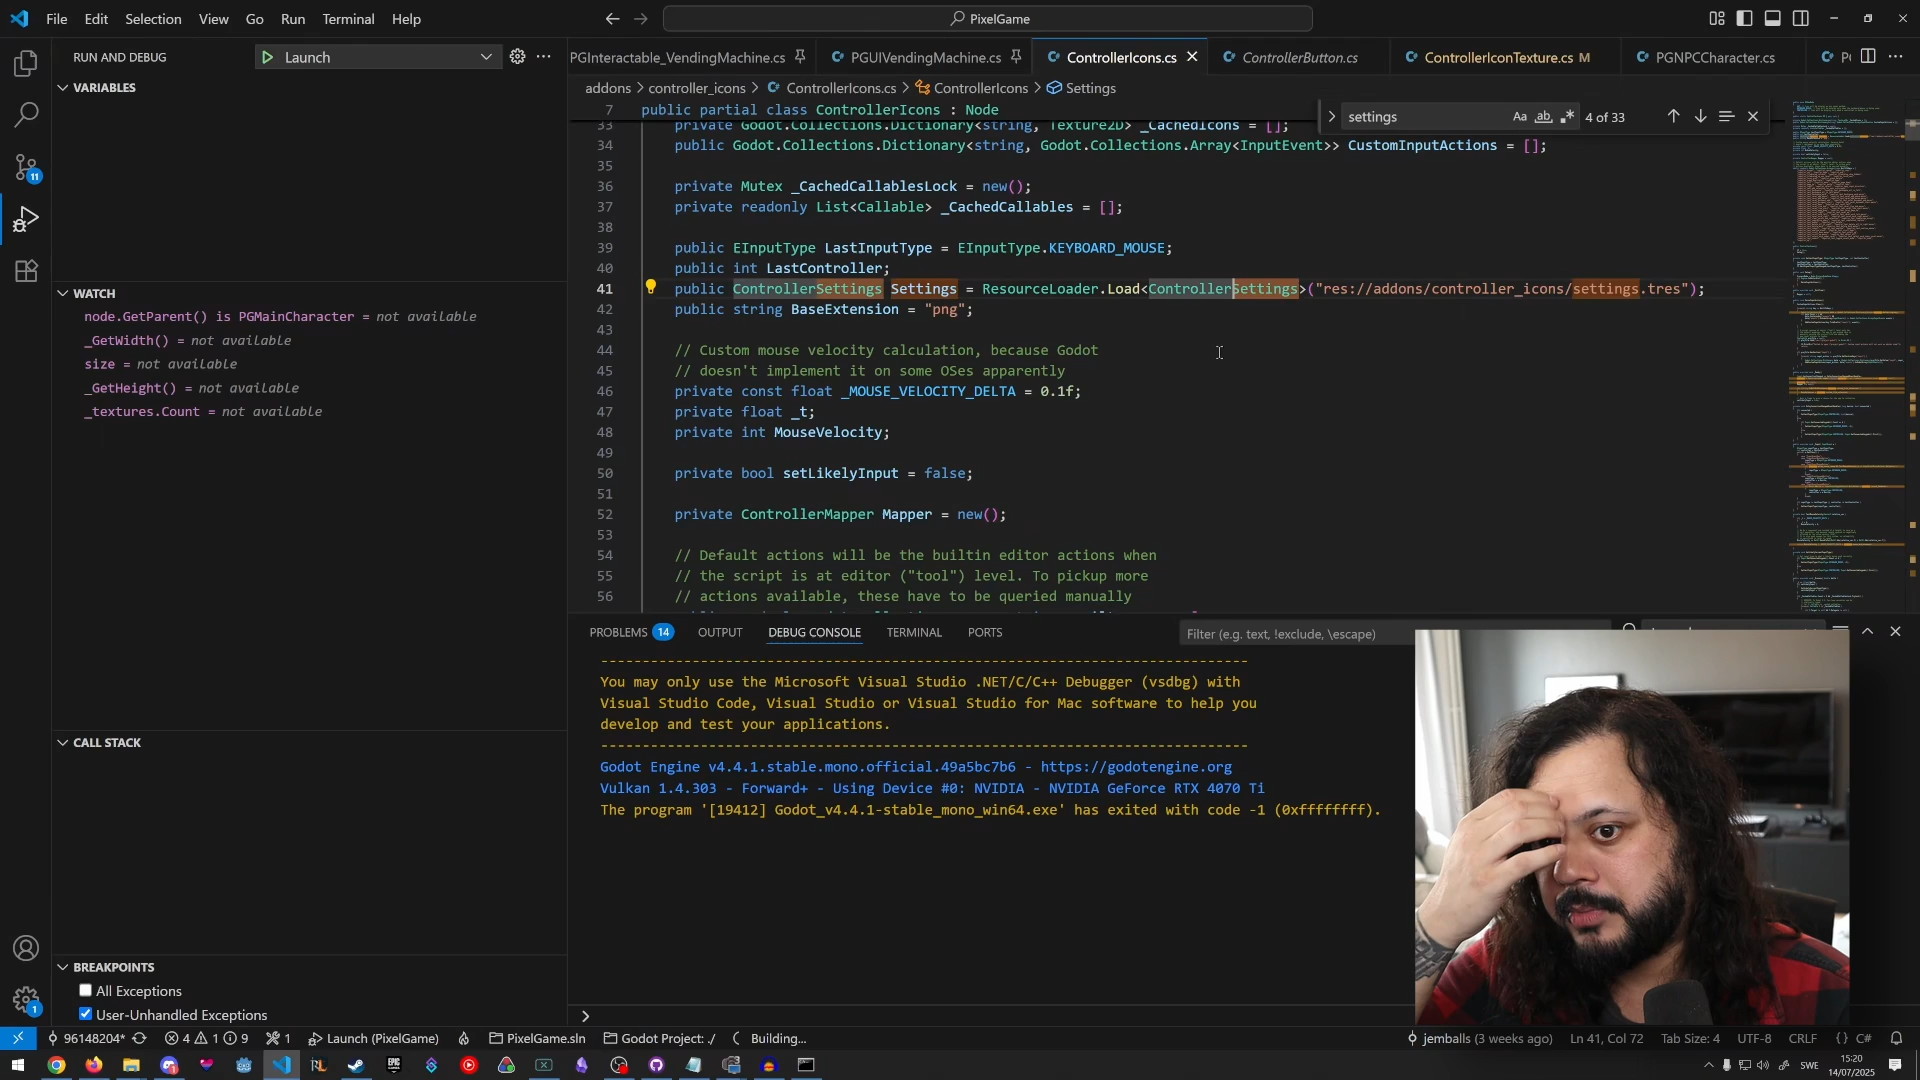 File Edit Selection View Go Run Terminal Help
PixelGame
RUN AND DEBUG
Launch
PGInteractable_VendingMachine.cs
PGUIVendingMachine.cs
ControllerIcons.cs
ControllerButton.cs
ControllerIconTexture.cs M
PGNPCCharacter.cs
addons > controller_icons > ControllerIcons.cs > ControllerIcons > Settings
settings
Aa
ab
4 of 33
VARIABLES
WATCH
node.GetParent() is PGMainCharacter = not available
_GetWidth() = not available
size = not available
_GetHeight() = not available
_textures.Count = not available
CALL STACK
BREAKPOINTS
All Exceptions
User-Unhandled Exceptions
7 public partial class ControllerIcons : Node
33 private Godot.Collections.Dictionary<string, Texture2D> _CachedIcons = [];
34 public Godot.Collections.Dictionary<string, Godot.Collections.Array<InputEvent>> CustomInputActions = [];
35
36 private Mutex _CachedCallablesLock = new();
37 private readonly List<Callable> _CachedCallables = [];
38
39 public EInputType LastInputType = EInputType.KEYBOARD_MOUSE;
40 public int LastController;
41 public ControllerSettings Settings = ResourceLoader.Load<ControllerSettings>("res://addons/controller_icons/settings.tres");
42 public string BaseExtension = "png";
43
44 // Custom mouse velocity calculation, because Godot
45 // doesn't implement it on some OSes apparently
46 private const float _MOUSE_VELOCITY_DELTA = 0.1f;
47 private float _t;
48 private int MouseVelocity;
49
50 private bool setLikelyInput = false;
51
52 private ControllerMapper Mapper = new();
53
54 // Default actions will be the builtin editor actions when
55 // the script is at editor ("tool") level. To pickup more
56 // actions available, these have to be queried manually
PROBLEMS 14 OUTPUT DEBUG CONSOLE TERMINAL PORTS
Filter (e.g. text, !exclude, \escape)
You may only use the Microsoft Visual Studio .NET/C/C++ Debugger (vsdbg) with
Visual Studio Code, Visual Studio or Visual Studio for Mac software to help you
develop and test your applications.
Godot Engine v4.4.1.stable.mono.official.49a5bc7b6 - https://godotengine.org
Vulkan 1.4.303 - Forward+ - Using Device #0: NVIDIA - NVIDIA GeForce RTX 4070 Ti
The program '[19412] Godot_v4.4.1-stable_mono_win64.exe' has exited with code -1 (0xffffffff).
11
1
96148204*
4 1 9
1
Launch (PixelGame)
PixelGame.sln
Godot Project: ./
Building...
jemballs (3 weeks ago)
Ln 41, Col 72
Tab Size: 4
UTF-8
CRLF
{ } C#
SWE
15:20
14/07/2025